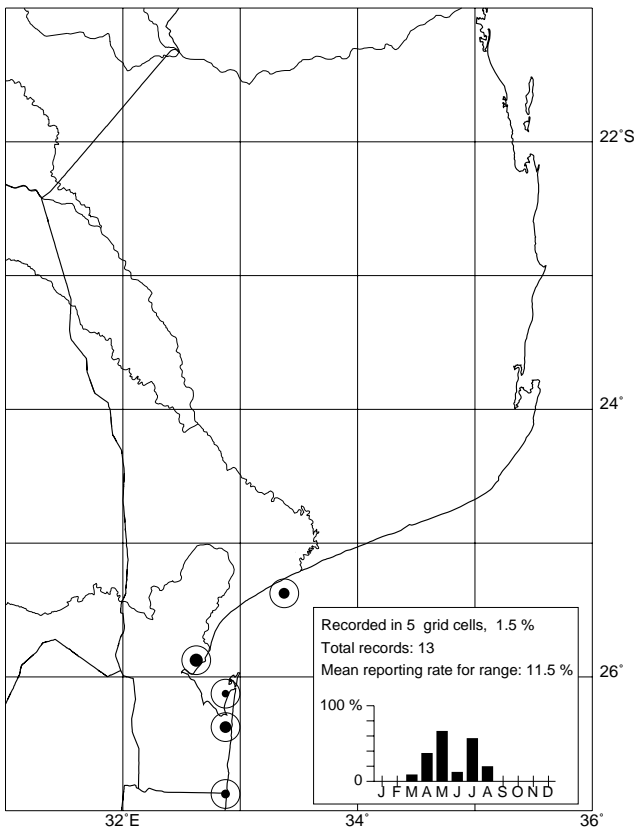 22°S
24°
Recorded in 5 grid cells, 1.5 %
Total records: 13
Mean reporting rate for range: 11.5 %
26°
100 %
0
J F M A M J J A S O N D
32°E
34°
36°